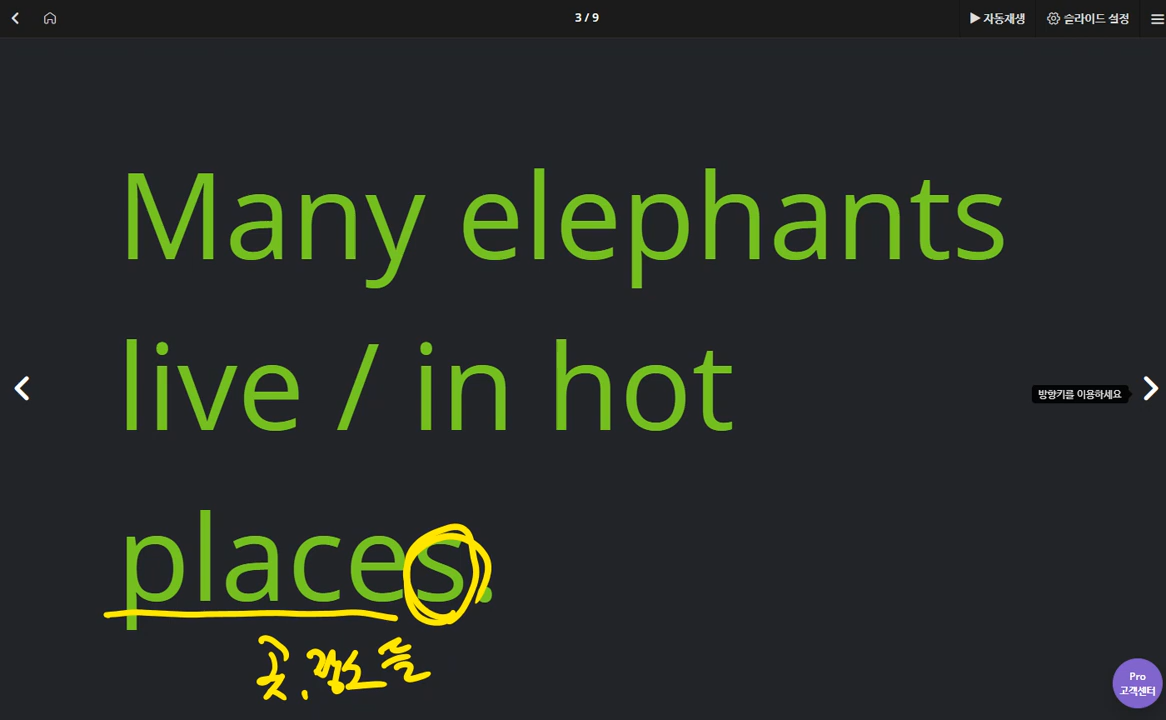 3 / 9
▶ 자동재생
슬라이드 설정
Many elephants
live / in hot
방향키를 이용하세요
places.
곳, 장소들
Pro
고객센터